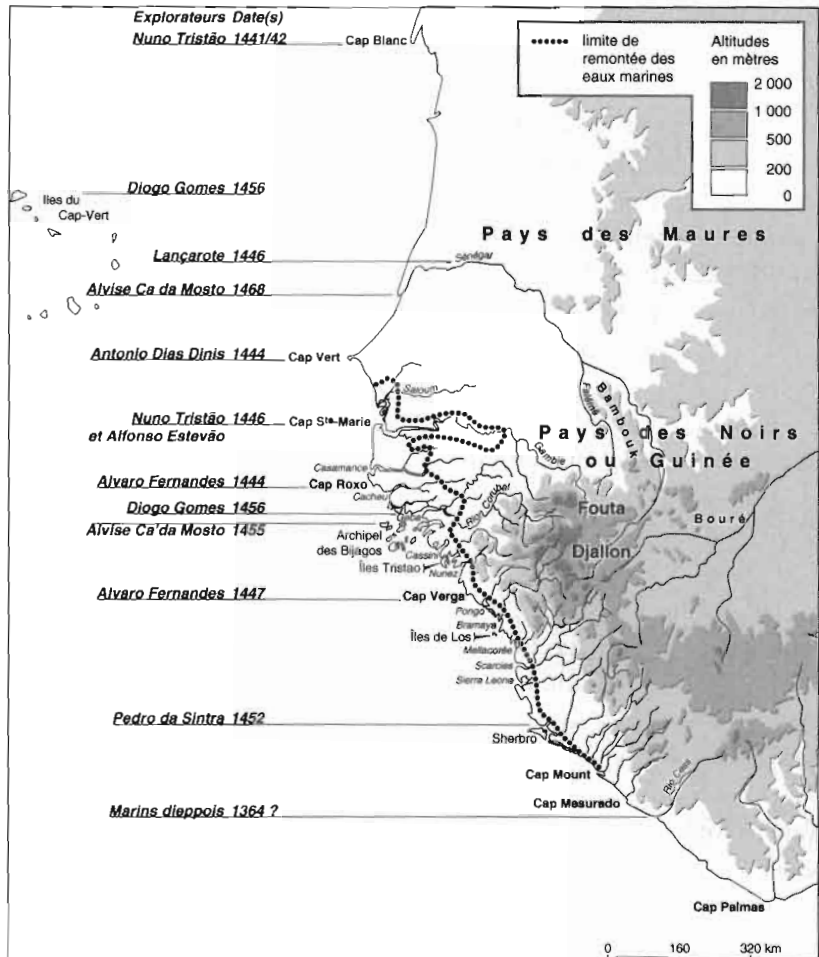 Explorateurs Date(s)
Nuno Tristão 1441/42
Cap Blanc
limite de
remontée des
eaux marines
Altitudes
en mètres
2 000
1 000
500
200
0
Diogo Gomes 1456
Iles du
Cap-Vert
Pays des Maures
Lançarote 1446
Sénégal
Alvise Ca da Mosto 1468
Antonio Dias Dinis 1444
Cap Vert
Saloum
Falémé
Bambouk
Nuno Tristão 1446
et Alfonso Estevão
Cap Ste-Marie
Pays des Noirs
ou Guinée
Gambie
Casamance
Alvaro Fernandes 1444
Cap Roxo
Cacheu
Diogo Gomes 1456
Rio Corubal
Fouta
Djallon
Bouré
Alvise Ca'da Mosto 1455
Archipel
des Bijagos
Cassini
Îles Tristao
Nunez
Alvaro Fernandes 1447
Cap Verga
Pongo
Bramaya
Îles de Los
Mellacorée
Scarcies
Sierra Leone
Pedro da Sintra 1452
Sherbro
Cap Mount
Rio Cess
Cap Mesurado
Marins dieppois 1364 ?
Cap Palmas
0 160 320 km